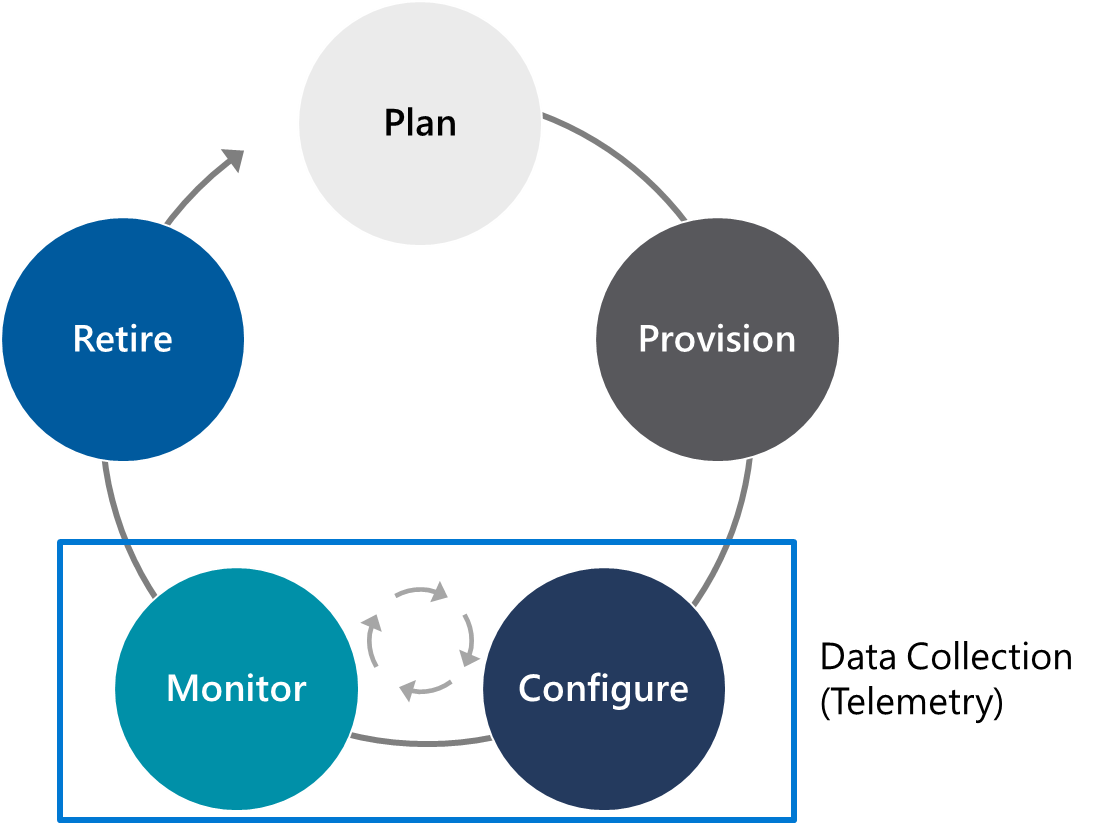 Plan
Retire
Provision
Monitor
Configure
Data Collection
(Telemetry)